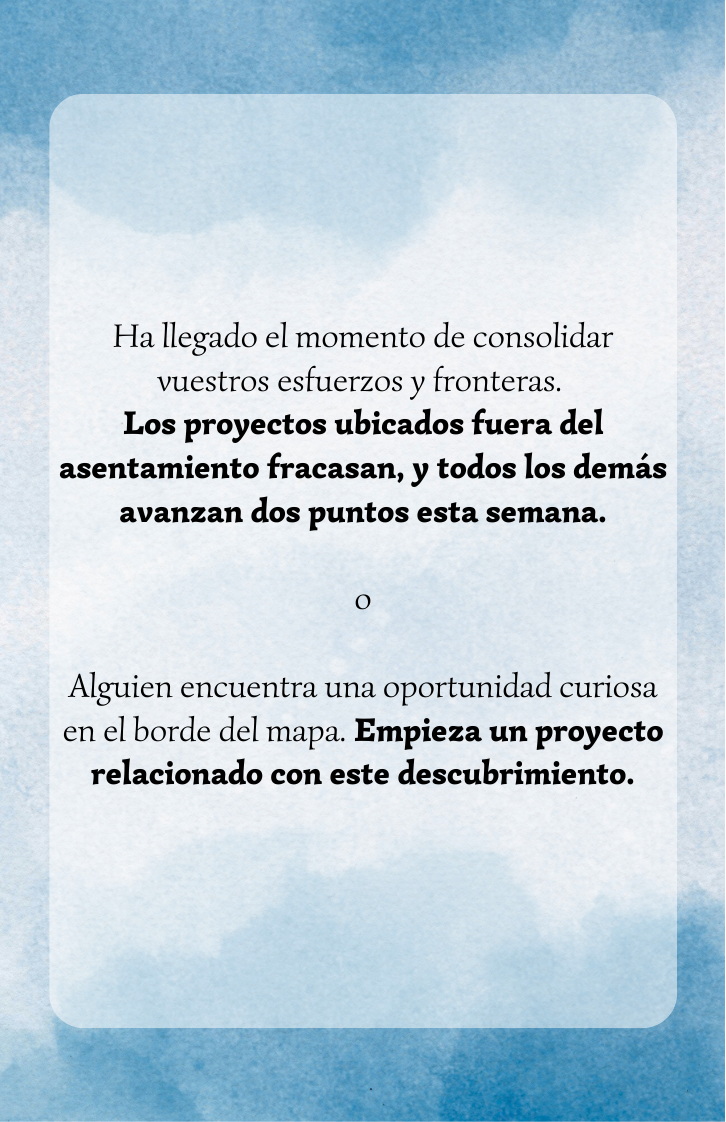 Ha llegado el momento de consolidar
vuestros esfuerzos y fronteras.
Los proyectos ubicados fuera del
asentamiento fracasan, y todos los demás
avanzan dos puntos esta semana.
o
Alguien encuentra una oportunidad curiosa
en el borde del mapa. Empieza un proyecto
relacionado con este descubrimiento.